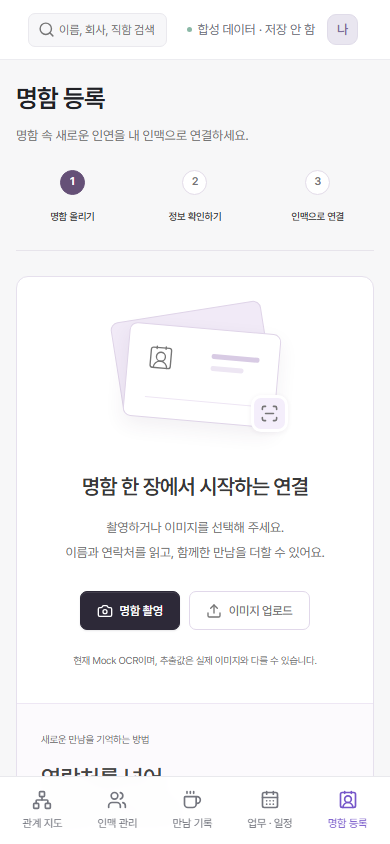 이름, 회사, 직함 검색
합성 데이터 · 저장 안 함
나
명함 등록
명함 속 새로운 인연을 내 인맥으로 연결하세요.
1
2
3
명함 올리기
정보 확인하기
인맥으로 연결
명함 한 장에서 시작하는 연결
촬영하거나 이미지를 선택해 주세요.
이름과 연락처를 읽고, 함께한 만남을 더할 수 있어요.
명함 촬영
이미지 업로드
현재 Mock OCR이며, 추출값은 실제 이미지와 다를 수 있습니다.
새로운 만남을 기억하는 방법
연락처를 넘어
관계 지도
인맥 관리
만남 기록
업무 · 일정
명함 등록